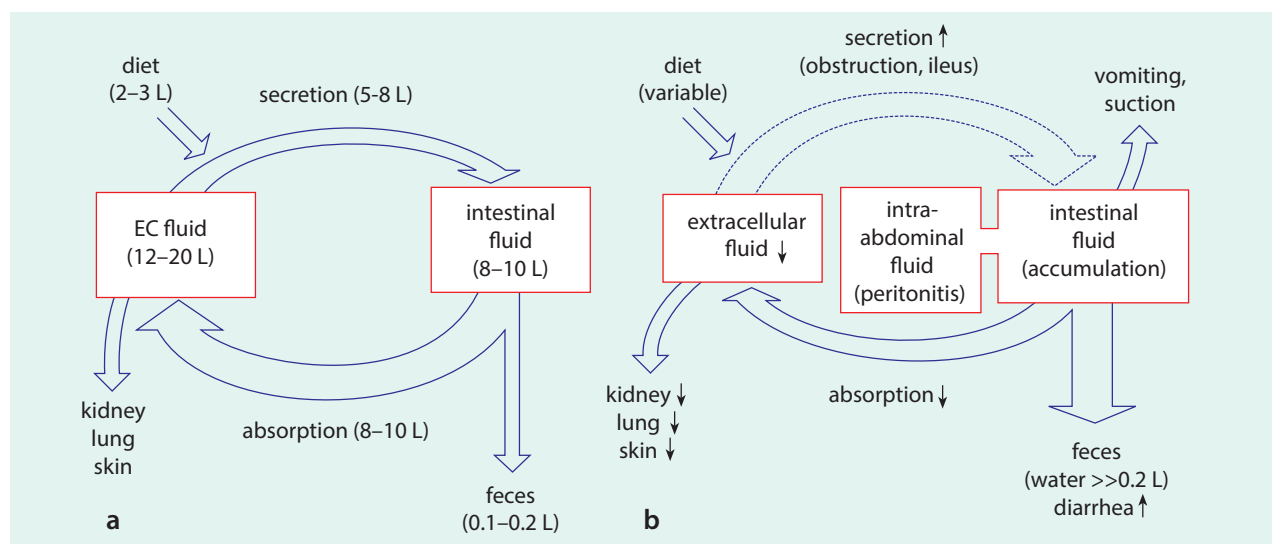 diet
(2–3 L)
secretion (5-8 L)
EC fluid
(12–20 L)
intestinal
fluid
(8–10 L)
kidney
lung
skin
absorption (8–10 L)
feces
(0.1–0.2 L)
a
diet
(variable)
secretion ↑
(obstruction, ileus)
vomiting,
suction
extracellular
fluid ↓
intra-
abdominal
fluid
(peritonitis)
intestinal
fluid
(accumulation)
kidney ↓
lung ↓
skin ↓
absorption ↓
feces
(water >>0.2 L)
diarrhea ↑
b